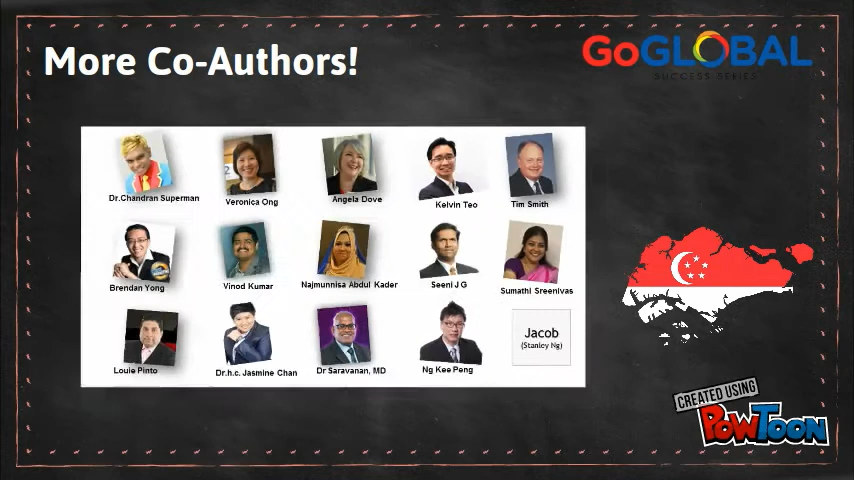 More Co-Authors!
GoGLOBAL
SUCCESS SERIES
Dr.Chandran Superman
Veronica Ong
Angela Dove
Kelvin Teo
Tim Smith
Brendan Yong
Vinod Kumar
Najmunnisa Abdul Kader
Seeni J G
Sumathi Sreenivas
Louie Pinto
Dr.h.c. Jasmine Chan
Dr Saravanan, MD
Ng Kee Peng
Jacob
(Stanley Ng)
CREATED USING
POWTOON